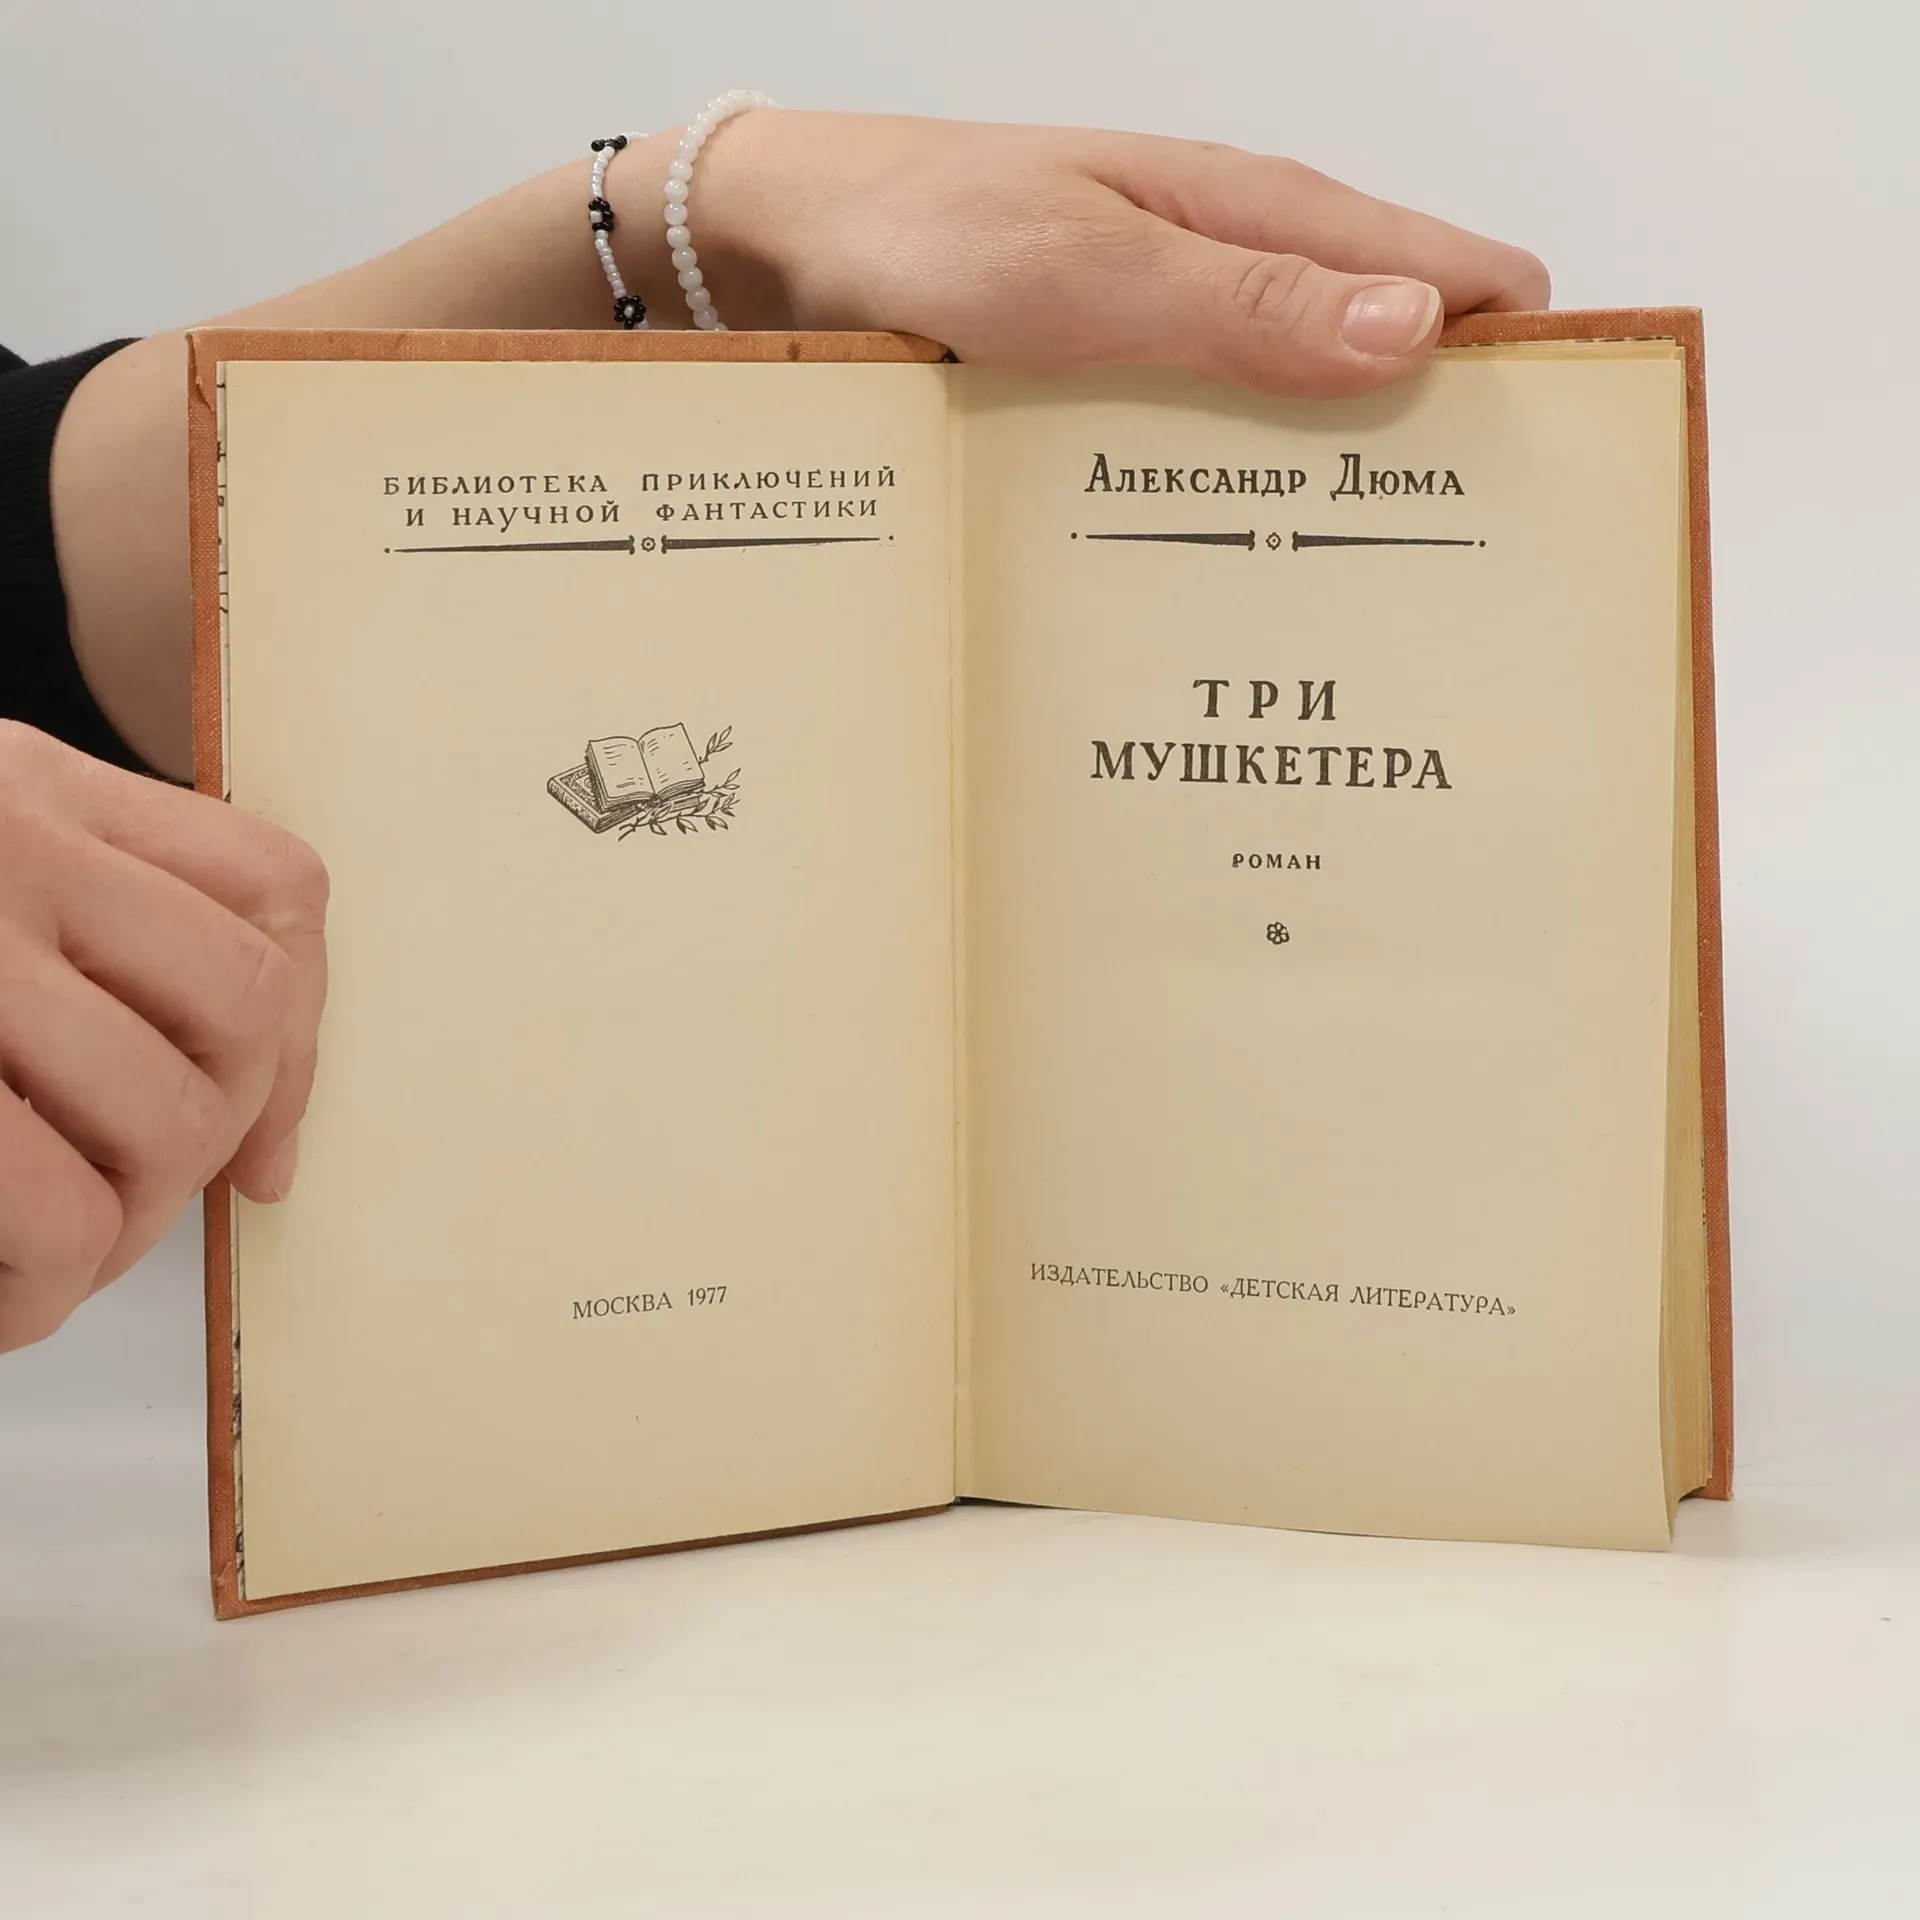 БИБЛИОТЕКА ПРИКЛЮЧЕНИЙ
И НАУЧНОЙ ФАНТАСТИКИ
МОСКВА 1977
АЛЕКСАНДР ДЮМА
ТРИ
МУШКЕТЕРА
РОМАН
ИЗДАТЕЛЬСТВО «ДЕТСКАЯ ЛИТЕРАТУРА»